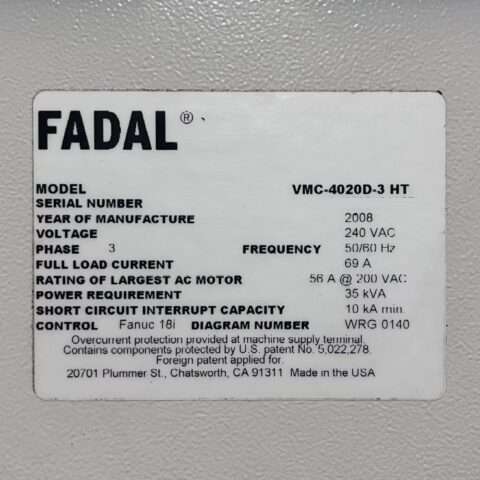 FADAL®
MODEL VMC-4020D-3 HT
SERIAL NUMBER
YEAR OF MANUFACTURE 2008
VOLTAGE 240 VAC
PHASE 3 FREQUENCY 50/60 Hz
FULL LOAD CURRENT 69 A
RATING OF LARGEST AC MOTOR 56 A @ 200 VAC
POWER REQUIREMENT 35 kVA
SHORT CIRCUIT INTERRUPT CAPACITY 10 kA min.
CONTROL Fanuc 18i DIAGRAM NUMBER WRG 0140
Overcurrent protection provided at machine supply terminal.
Contains components protected by U.S. patent No. 5,022,278.
Foreign patent applied for.
20701 Plummer St., Chatsworth, CA 91311 Made in the USA